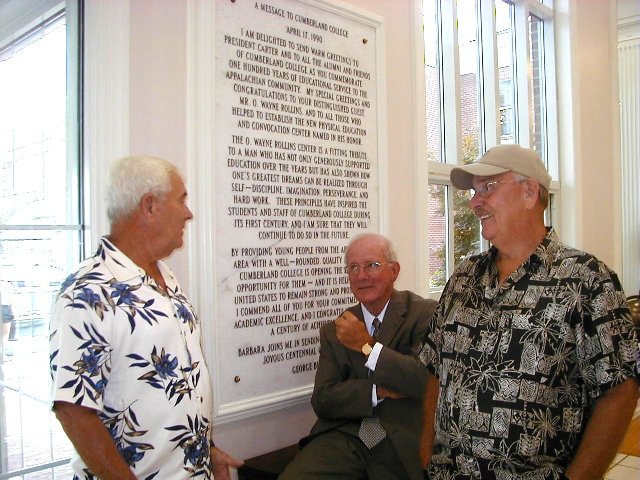 A MESSAGE TO CUMBERLAND COLLEGE
APRIL 17, 1990
I AM DELIGHTED TO SEND WARM GREETINGS TO
PRESIDENT CARTER AND TO ALL THE ALUMNI AND FRIENDS
OF CUMBERLAND COLLEGE AS YOU COMMEMORATE
ONE HUNDRED YEARS OF EDUCATIONAL SERVICE TO THE
APPALACHIAN COMMUNITY. MY SPECIAL GREETINGS AND
CONGRATULATIONS TO YOUR DISTINGUISHED GUEST,
MR. O. WAYNE ROLLINS, AND TO ALL THOSE WHO
HELPED TO ESTABLISH THE NEW PHYSICAL EDUCATION
AND CONVOCATION CENTER NAMED IN HIS HONOR.
THE O. WAYNE ROLLINS CENTER IS A FITTING TRIBUTE
TO A MAN WHO HAS NOT ONLY GENEROUSLY SUPPORTED
EDUCATION OVER THE YEARS BUT HAS ALSO SHOWN HOW
ONE'S GREATEST DREAMS CAN BE REALIZED THROUGH
SELF-DISCIPLINE, IMAGINATION, PERSEVERANCE, AND
HARD WORK. THESE PRINCIPLES HAVE INSPIRED THE
STUDENTS AND STAFF OF CUMBERLAND COLLEGE DURING
ITS FIRST CENTURY, AND I AM SURE THAT THEY WILL
CONTINUE TO DO SO IN THE FUTURE.
BY PROVIDING YOUNG PEOPLE FROM THE
AREA WITH A WELL-ROUNDED, QUALITY
CUMBERLAND COLLEGE IS OPENING THE
OPPORTUNITY FOR THEM - AND IT IS
UNITED STATES TO REMAIN STRONG AND
I COMMEND ALL OF YOU FOR YOUR
ACADEMIC EXCELLENCE, AND I
A CENTURY OF
BARBARA JOINS ME IN
JOYOUS CENTENNIAL
GEORGE